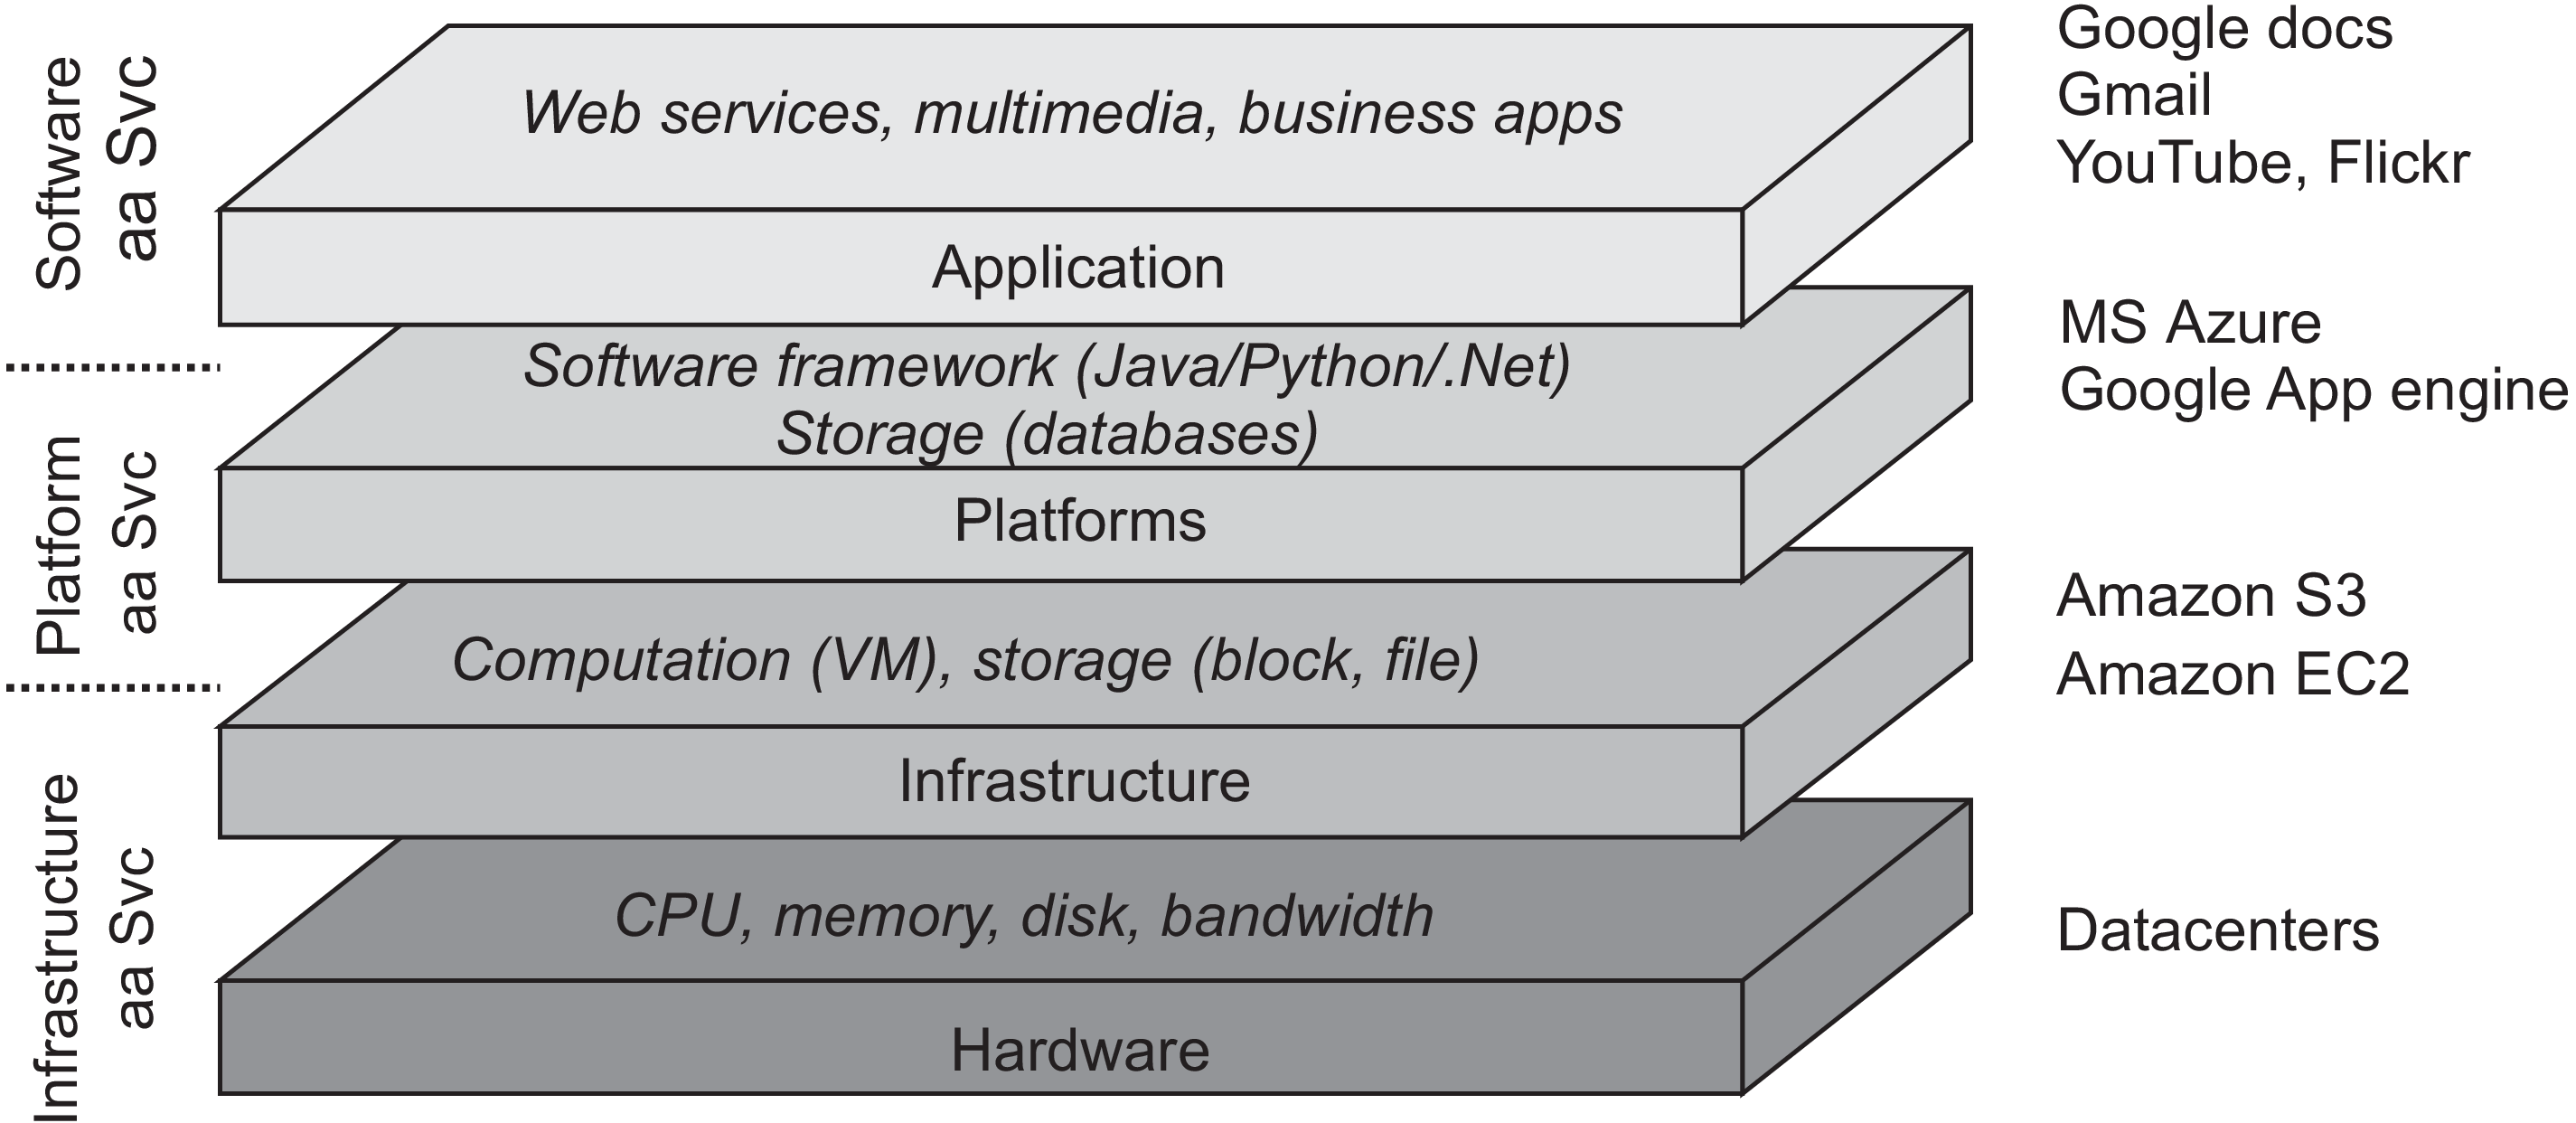 Software
aa Svc
Web services, multimedia, business apps
Application
Google docs
Gmail
YouTube, Flickr
Platform
aa Svc
Software framework (Java/Python/.Net)
Storage (databases)
Platforms
MS Azure
Google App engine
Infrastructure
aa Svc
Computation (VM), storage (block, file)
Infrastructure
Amazon S3
Amazon EC2
CPU, memory, disk, bandwidth
Hardware
Datacenters